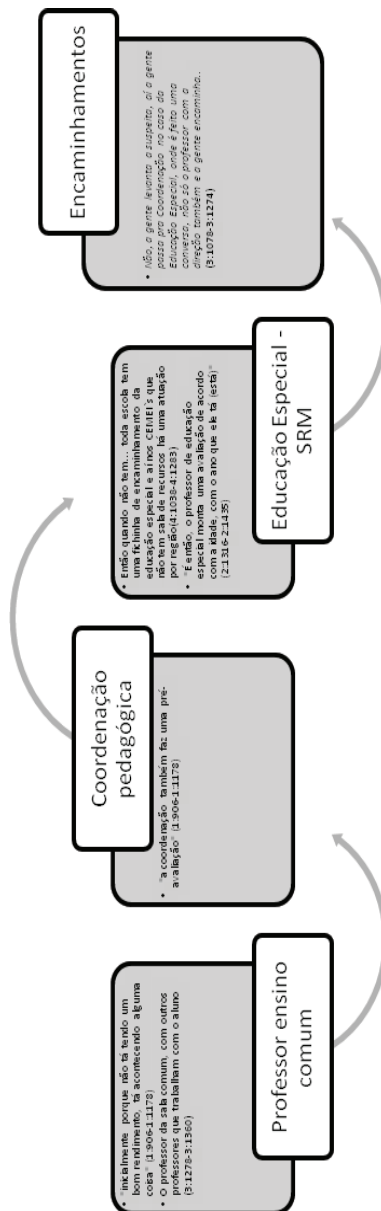 • "inicialmente porque não tá tendo um
bom rendimento, tá acontecendo alguma
coisa" (1:906-1:1178)
• O professor da sala comum, com outros
professores que trabalham com o aluno
(3:1278-3:1360)
Professor ensino
comum
Coordenação
pedagógica
• "a coordenação também faz uma pré-
avaliação" (1:906-1:1178)
• Então quando não tem... toda escola tem
uma fichinha de encaminhamento da
educação especial e aí nos CEMEI's que
não tem sala de recursos há uma atuação
por região(4:1038-4:1283)
• "E então, o professor de educação
especial monta uma avaliação de acordo
com a idade, com o ano que ele tá (está)"
(2:1316-2:1435)
Educação Especial -
SRM
Encaminhamentos
• Não, a gente levanta a suspeita, aí a gente
passa pra Coordenação no caso da
Educação Especial, onde é feito uma
conversa, não só o professor com a
direção também e a gente encaminha..
(3:1078-3:1274)